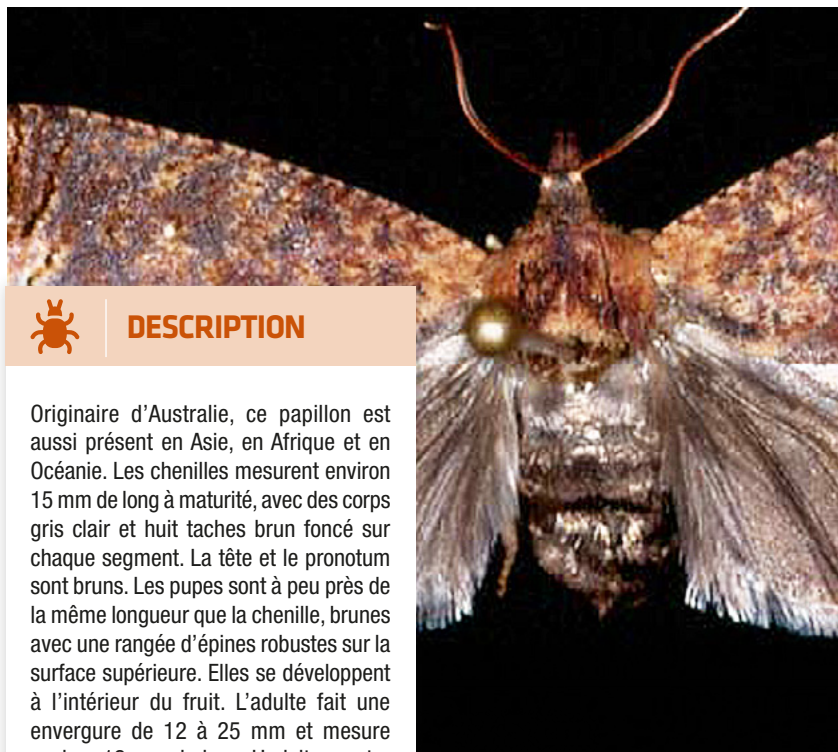 DESCRIPTION
Originaire d'Australie, ce papillon est
aussi présent en Asie, en Afrique et en
Océanie. Les chenilles mesurent environ
15 mm de long à maturité, avec des corps
gris clair et huit taches brun foncé sur
chaque segment. La tête et le pronotum
sont bruns. Les pupes sont à peu près de
la même longueur que la chenille, brunes
avec une rangée d'épines robustes sur la
surface supérieure. Elles se développent
à l'intérieur du fruit. L'adulte fait une
envergure de 12 à 25 mm et mesure